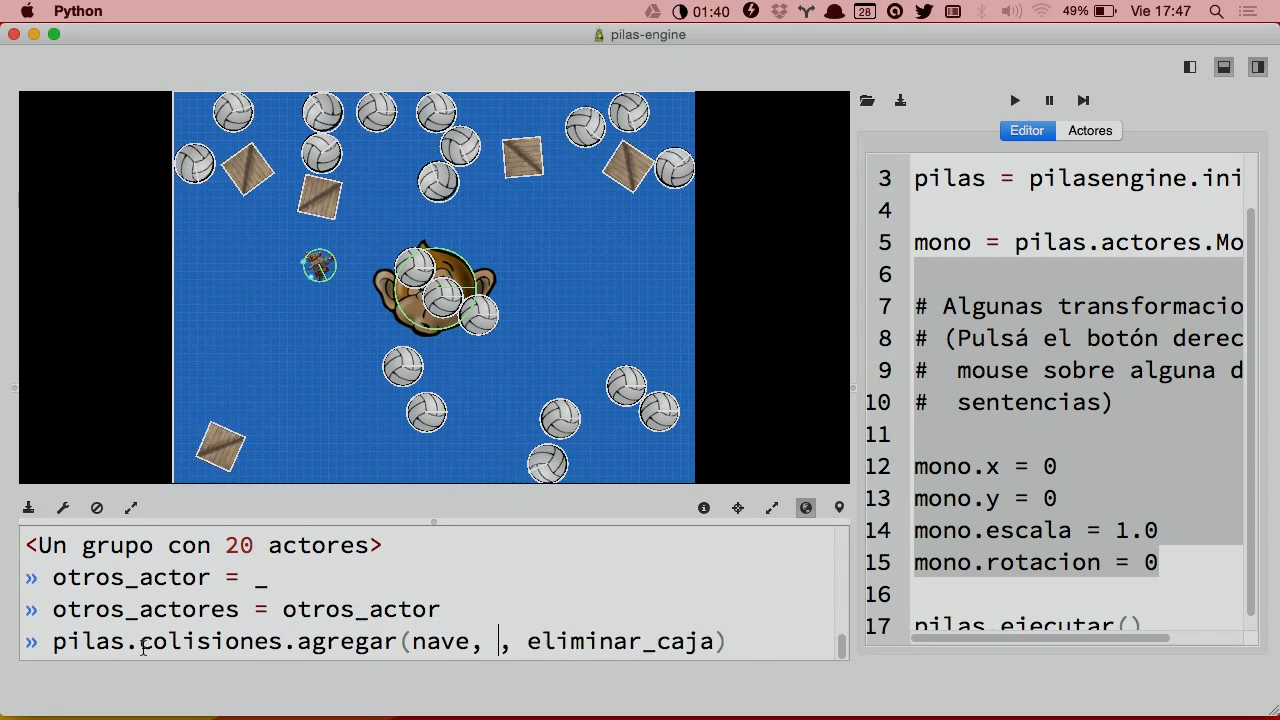 Python
01:40
28
49%
Vie 17:47
pilas-engine
Editor
Actores
3 pilas = pilasengine.ini
4
5 mono = pilas.actores.Mo
6
7 # Algunas transformacio
8 # (Pulsá el botón derec
9 #  mouse sobre alguna d
10 #  sentencias)
11
12 mono.x = 0
13 mono.y = 0
14 mono.escala = 1.0
15 mono.rotacion = 0
16
17 pilas.ejecutar()
<Un grupo con 20 actores>
» otros_actor = _
» otros_actores = otros_actor
» pilas.colisiones.agregar(nave, , eliminar_caja)